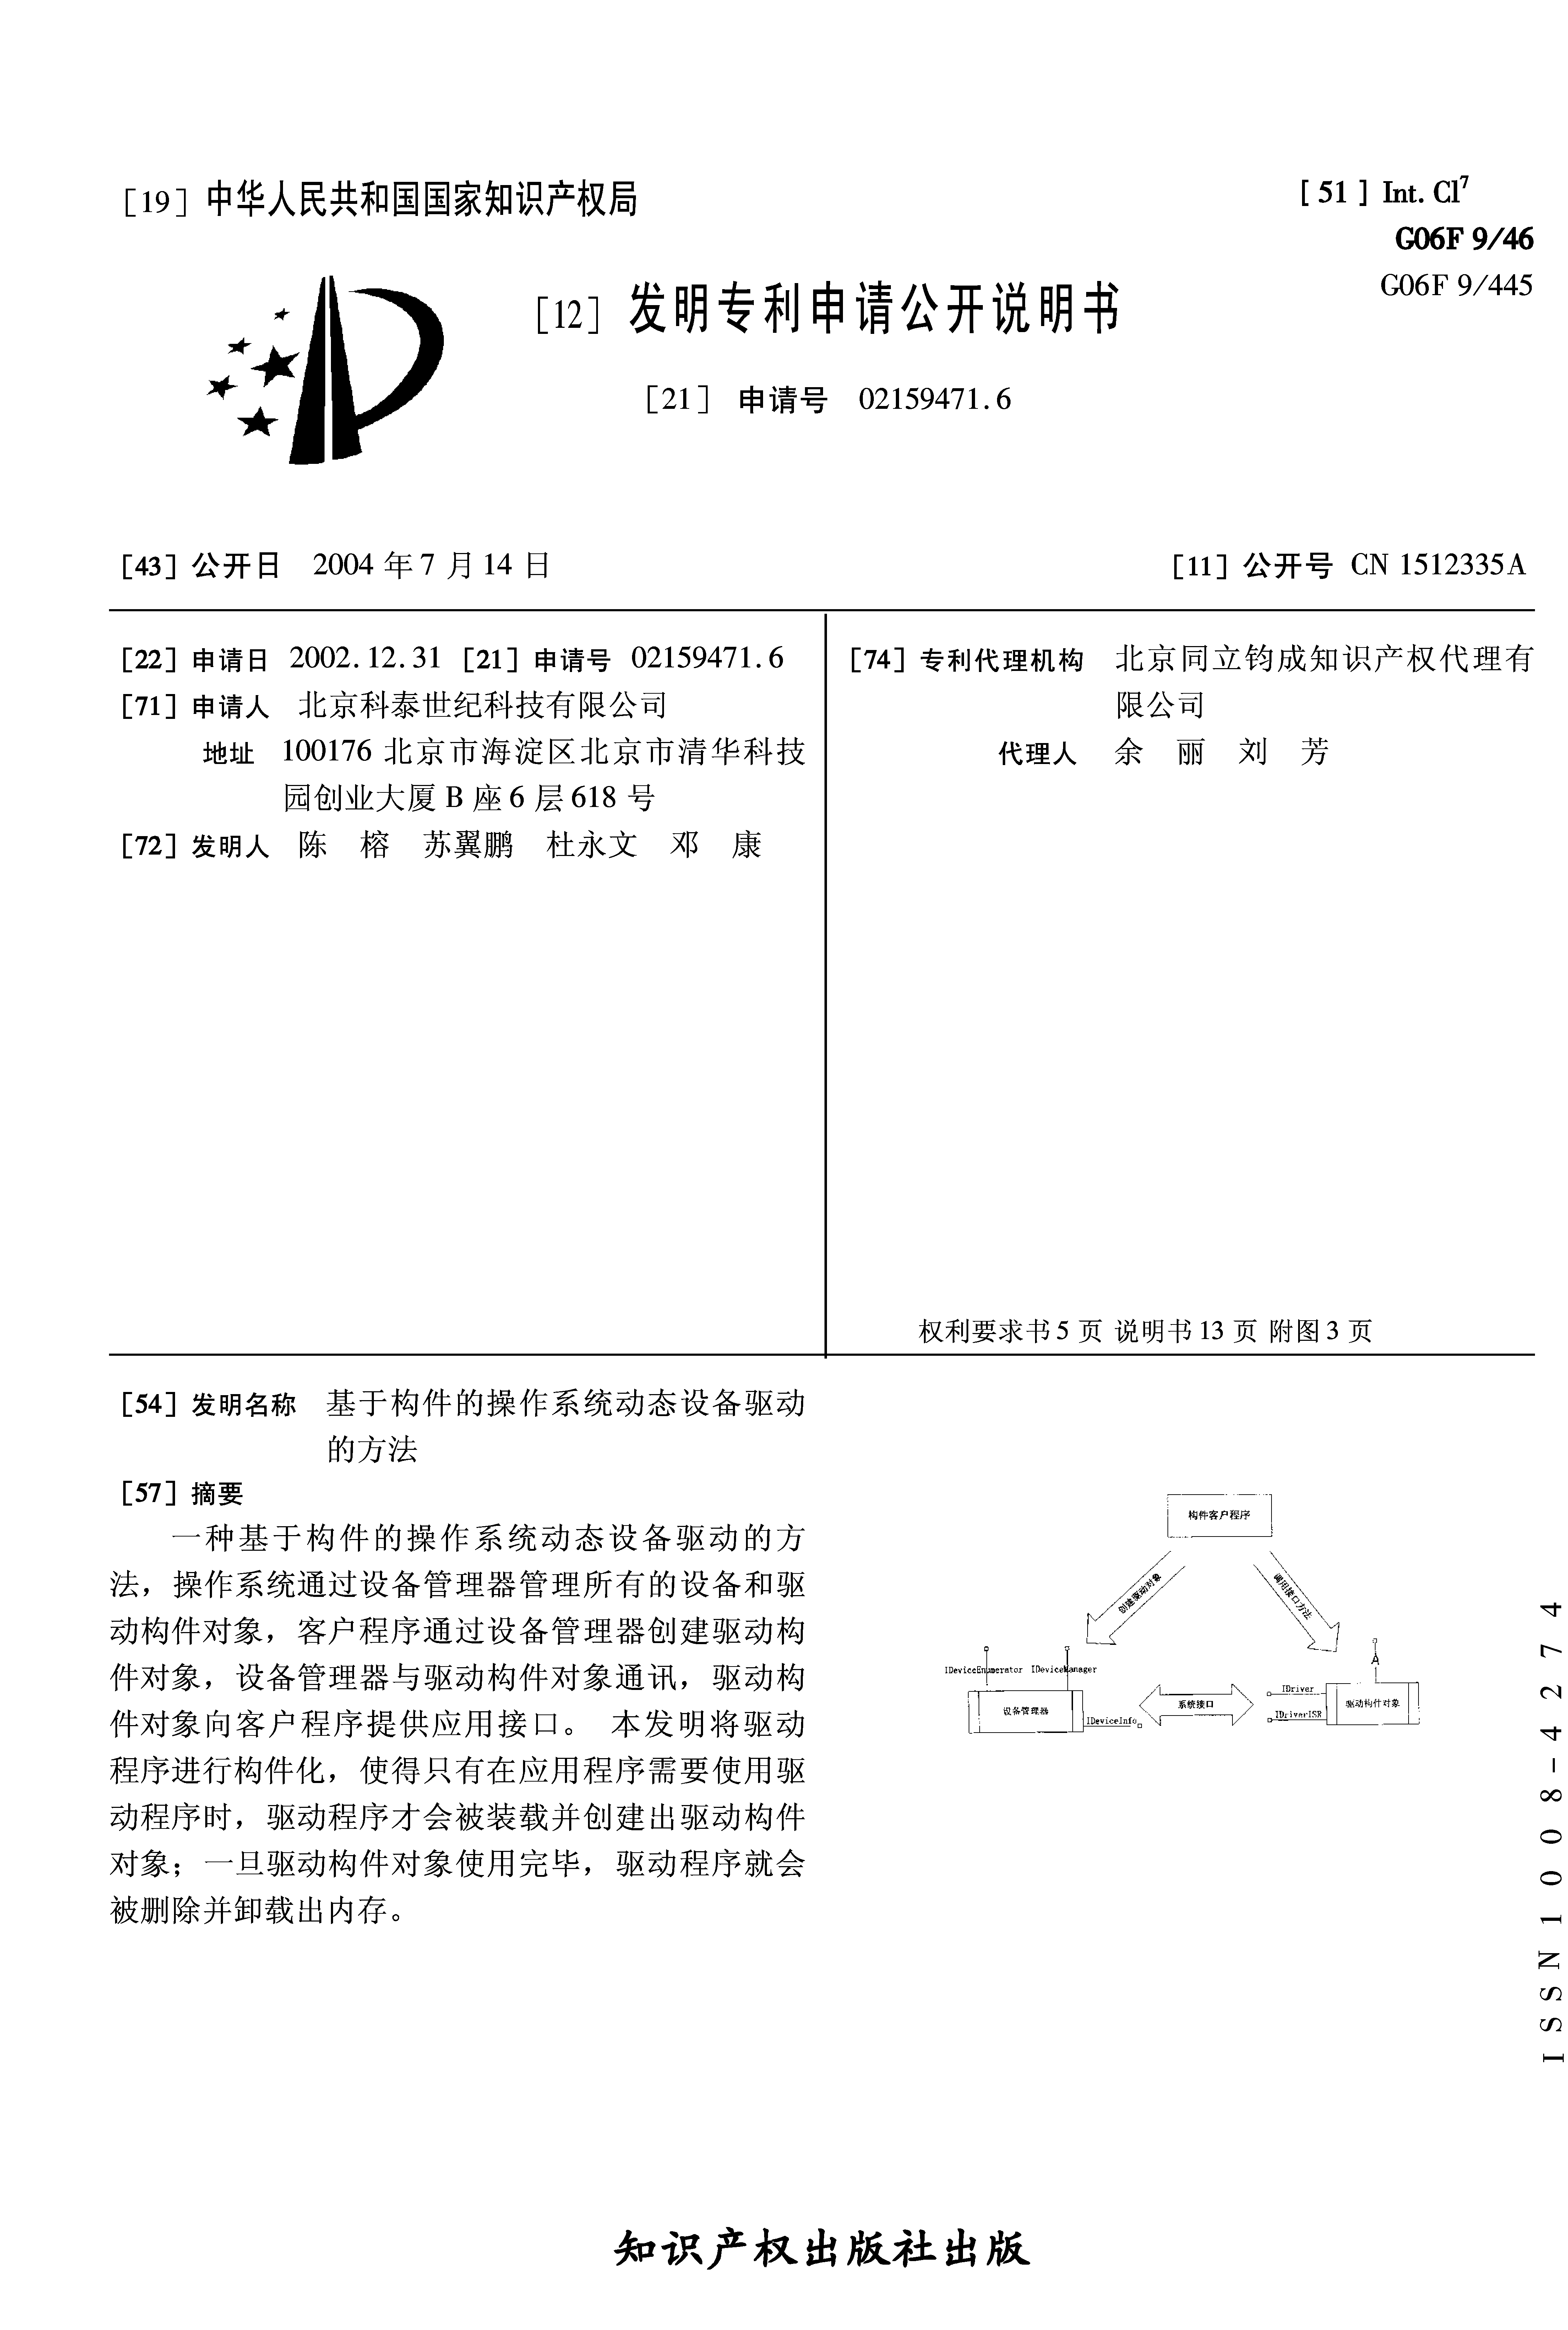 [19] 中华人民共和国国家知识产权局
[51] Int. Cl7
G06F 9/46
G06F 9/445
[12] 发明专利申请公开说明书
[21] 申请号 02159471.6
[43] 公开日 2004 年 7 月 14 日
[11] 公开号 CN 1512335A
[22] 申请日 2002.12.31 [21] 申请号 02159471.6
[71] 申请人 北京科泰世纪科技有限公司
地址 100176 北京市海淀区北京市清华科技
园创业大厦 B 座 6 层 618 号
[72] 发明人 陈 榕 苏翼鹏 杜永文 邓 康
[74] 专利代理机构 北京同立钧成知识产权代理有
限公司
代理人 余 丽 刘 芳
权利要求书 5 页 说明书 13 页 附图 3 页
[54] 发明名称 基于构件的操作系统动态设备驱动
的方法
[57] 摘要
一种基于构件的操作系统动态设备驱动的方
法，操作系统通过设备管理器管理所有的设备和驱
动构件对象，客户程序通过设备管理器创建驱动构
件对象，设备管理器与驱动构件对象通讯，驱动构
件对象向客户程序提供应用接口。 本发明将驱动
程序进行构件化，使得只有在应用程序需要使用驱
动程序时，驱动程序才会被装载并创建出驱动构件
对象；一旦驱动构件对象使用完毕，驱动程序就会
被删除并卸载出内存。
构件客户程序
创建驱动对象
调用接口方法
IDeviceEnumerator IDeviceManager
A
设备管理器
IDeviceInfo
系统接口
IDriver
IDriverISR
驱动构件对象
ISSN1008-4274
知识产权出版社出版